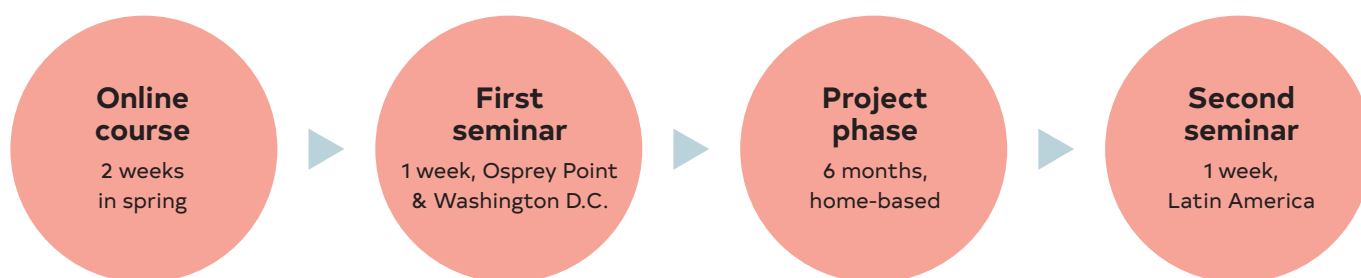 Online
course
2 weeks
in spring
First
seminar
1 week, Osprey Point
& Washington D.C.
Project
phase
6 months,
home-based
Second
seminar
1 week,
Latin America